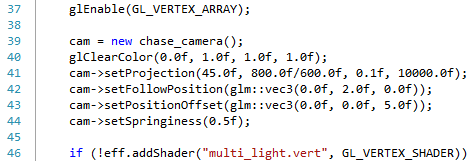 37 glEnable(GL_VERTEX_ARRAY);
38
39 cam = new chase_camera();
40 glClearColor(0.0f, 1.0f, 1.0f, 1.0f);
41 cam->setProjection(45.0f, 800.0f/600.0f, 0.1f, 10000.0f);
42 cam->setFollowPosition(glm::vec3(0.0f, 2.0f, 0.0f));
43 cam->setPositionOffset(glm::vec3(0.0f, 0.0f, 5.0f));
44 cam->setSpringiness(0.5f);
45
46 if (!eff.addShader("multi_light.vert", GL_VERTEX_SHADER))